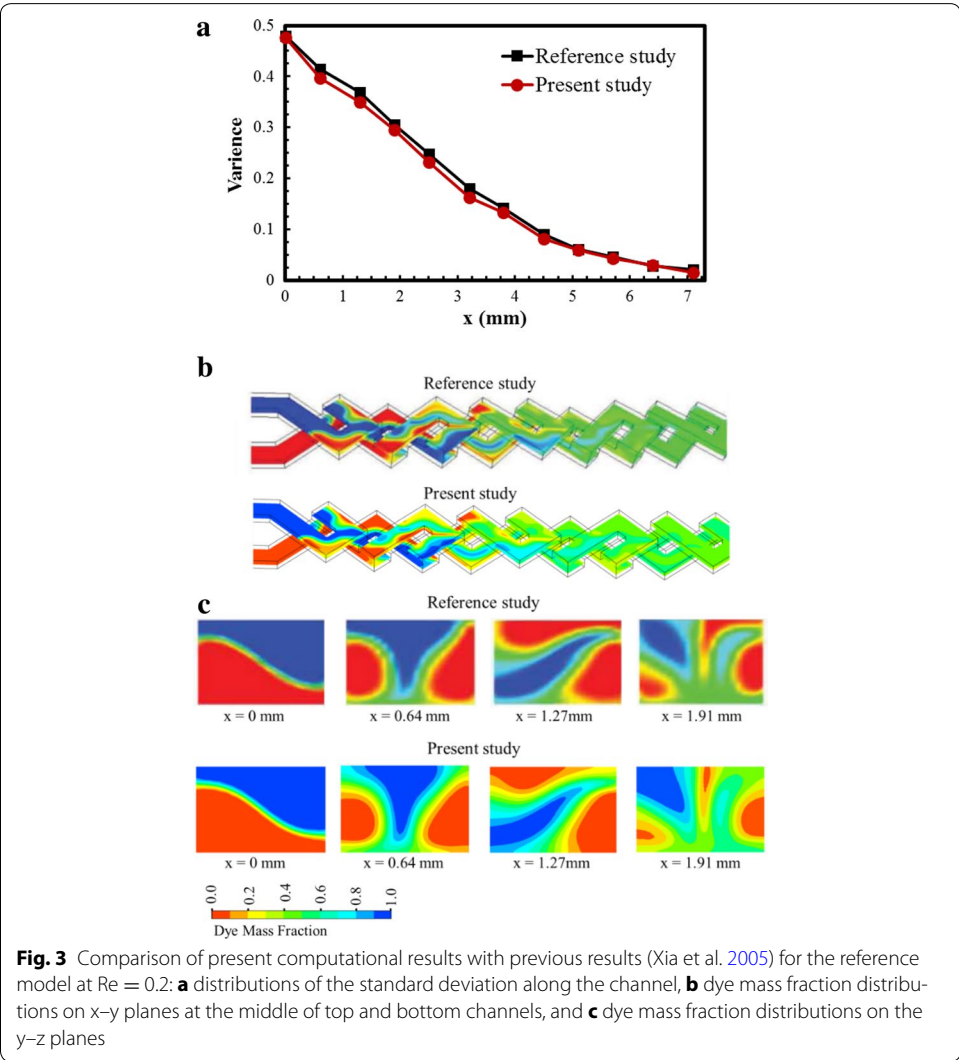 a
0.5
0.4
0.3
0.2
0.1
0
Varience
Reference study
Present study
0 1 2 3 4 5 6 7
x (mm)
b
Reference study
Present study
c
Reference study
x = 0 mm x = 0.64 mm x = 1.27mm x = 1.91 mm
Present study
x = 0 mm x = 0.64 mm x = 1.27mm x = 1.91 mm
0.0 0.2 0.4 0.6 0.8 1.0
Dye Mass Fraction
Fig. 3 Comparison of present computational results with previous results (Xia et al. 2005) for the reference
model at Re = 0.2: a distributions of the standard deviation along the channel, b dye mass fraction distribu-
tions on x–y planes at the middle of top and bottom channels, and c dye mass fraction distributions on the
y–z planes